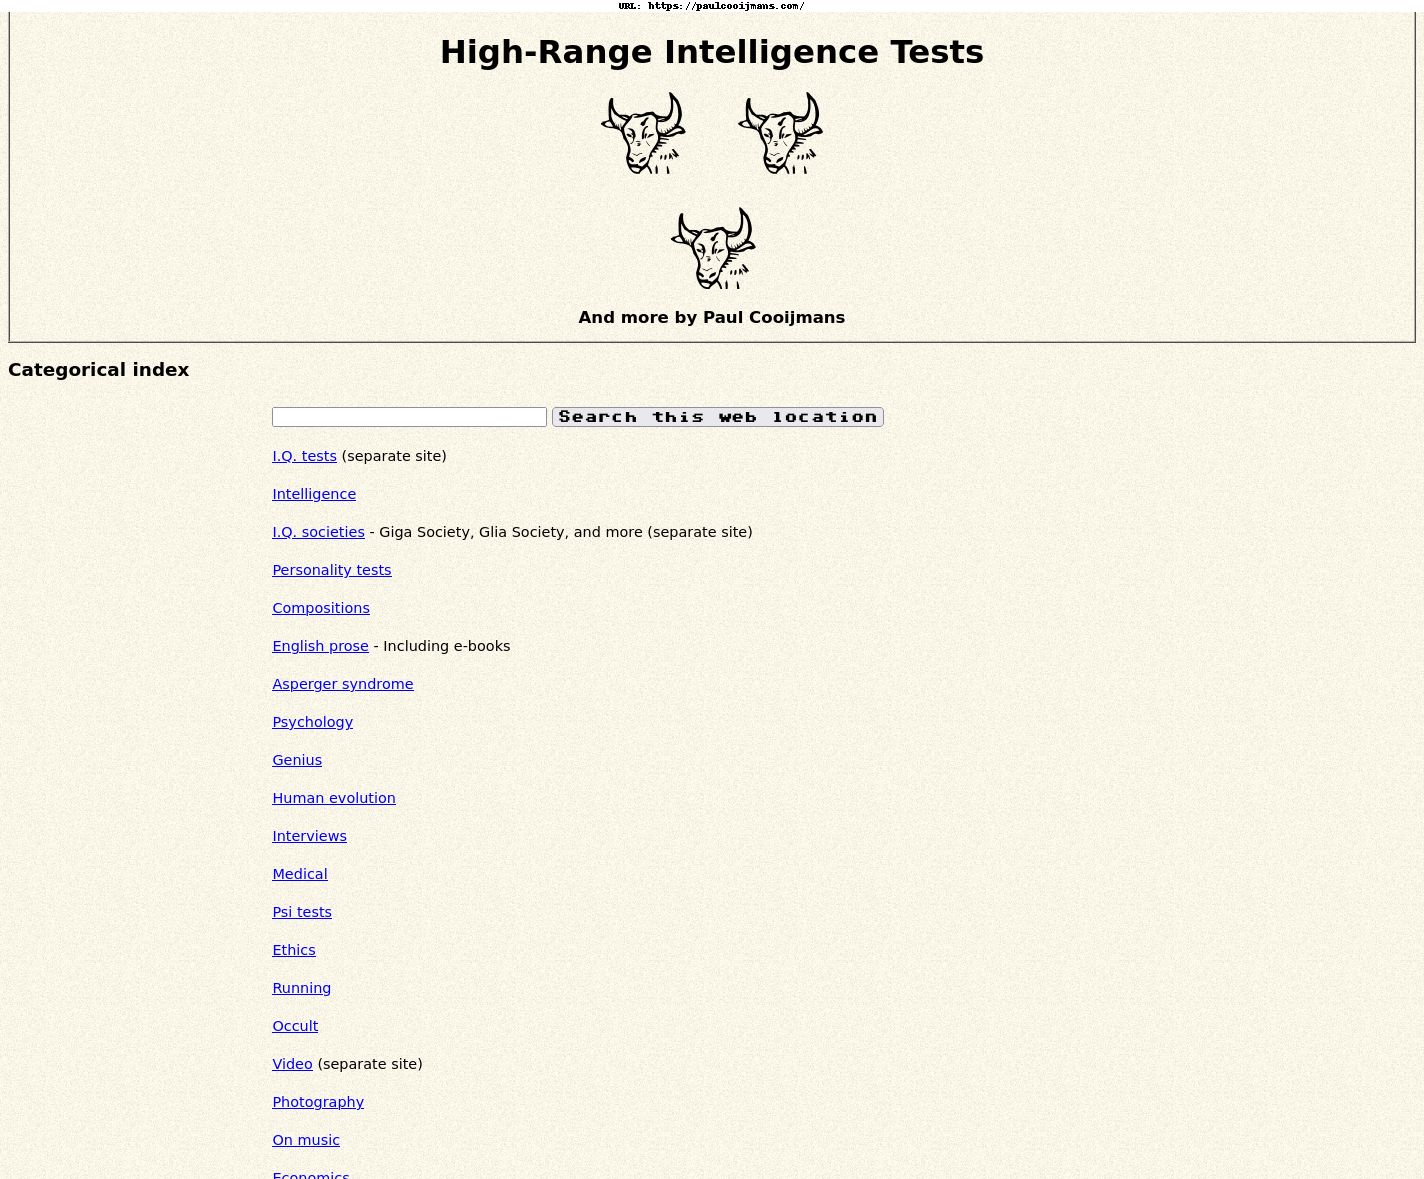 URL: https://paulcooijmans.com/
High-Range Intelligence Tests
And more by Paul Cooijmans
Categorical index
Search this web location
I.Q. tests (separate site)
Intelligence
I.Q. societies - Giga Society, Glia Society, and more (separate site)
Personality tests
Compositions
English prose - Including e-books
Asperger syndrome
Psychology
Genius
Human evolution
Interviews
Medical
Psi tests
Ethics
Running
Occult
Video (separate site)
Photography
On music
Economics